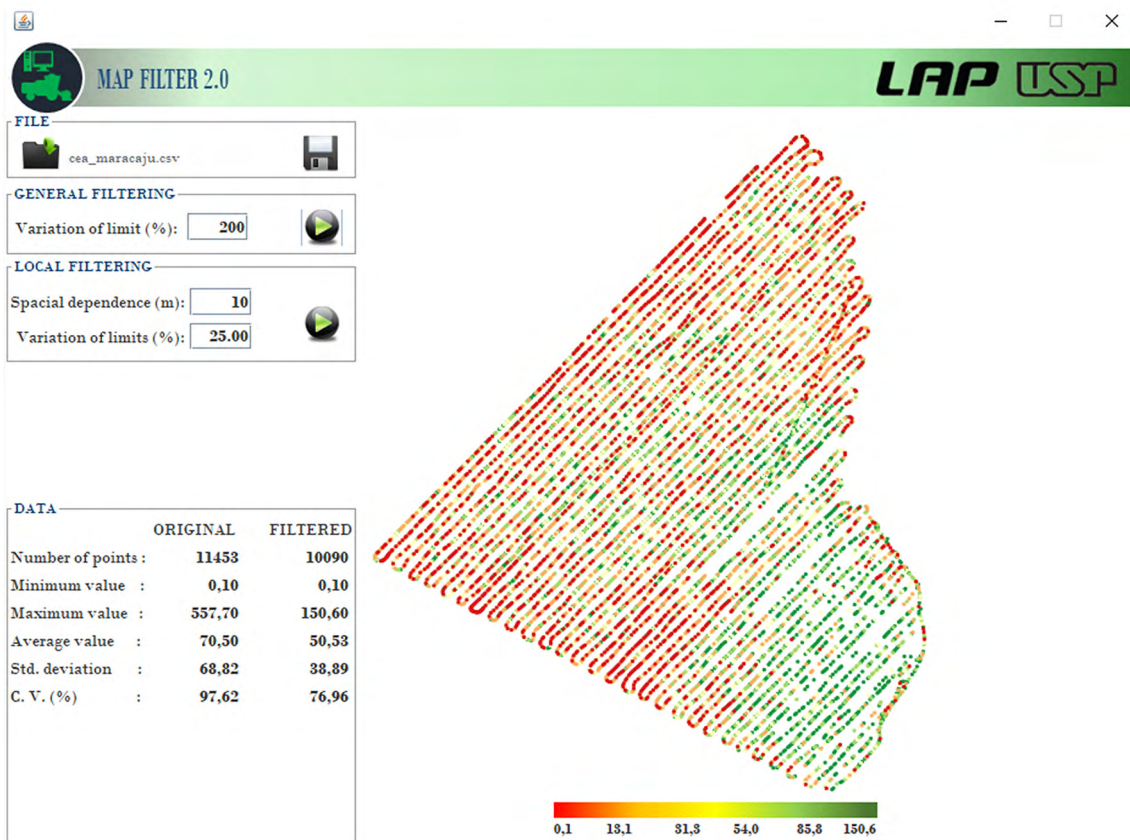 MAP FILTER 2.0
LAP USP
FILE
cea_maracaju.csv
GENERAL FILTERING
Variation of limit (%): 200
LOCAL FILTERING
Spacial dependence (m): 10
Variation of limits (%): 25.00
DATA
ORIGINAL FILTERED
Number of points : 11453 10090
Minimum value : 0,10 0,10
Maximum value : 557,70 150,60
Average value : 70,50 50,53
Std. deviation : 68,82 38,89
C. V. (%) : 97,62 76,96
0,1 18,1 31,3 54,0 85,8 150,6